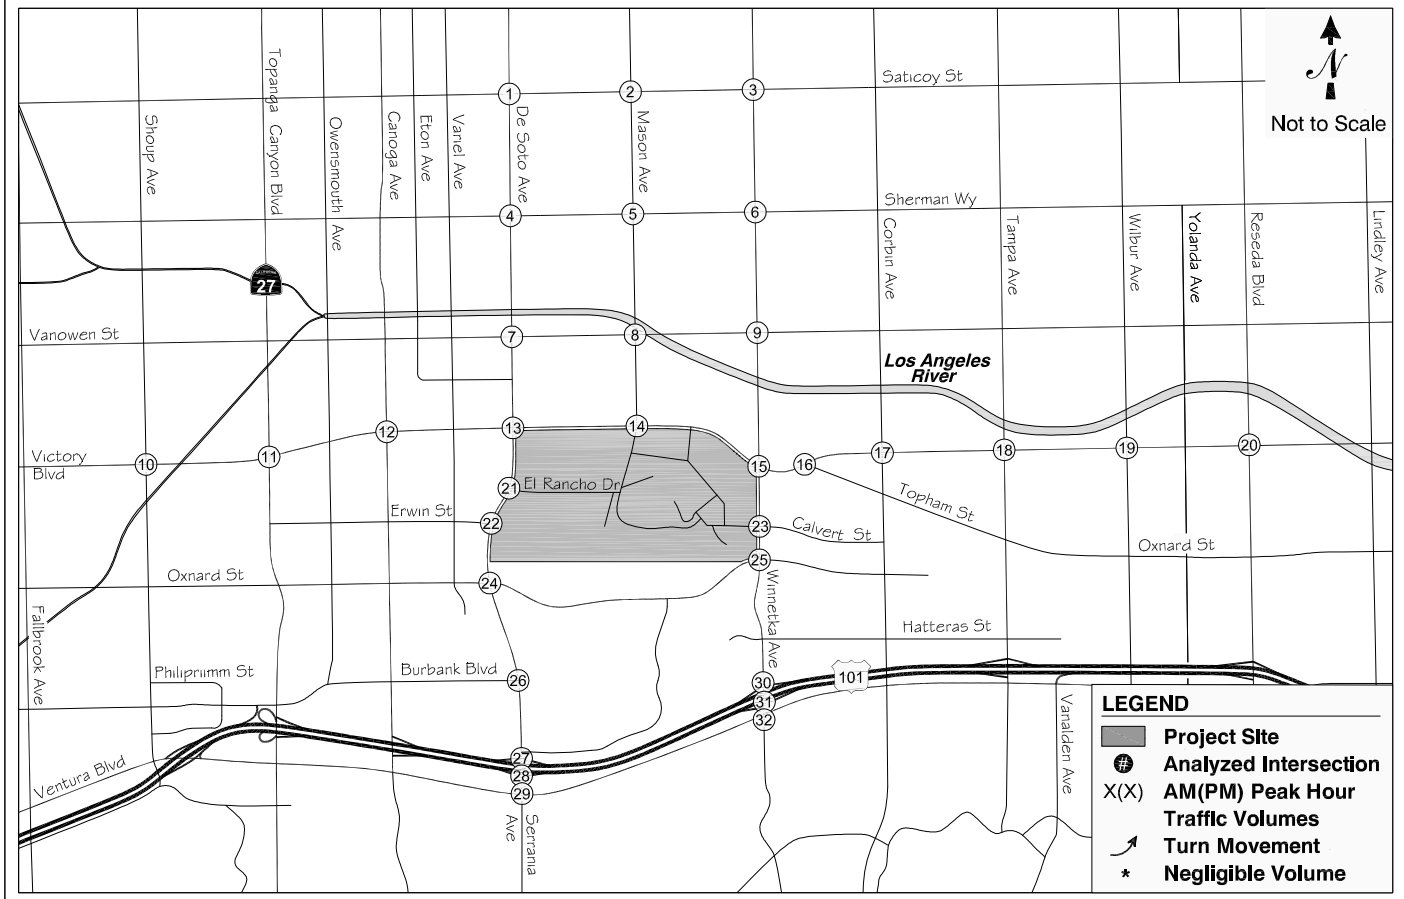 Saticoy St
N
Not to Scale
1
2
3
Topanga Canyon Blvd
Shoup Ave
Owensmouth Ave
Canoga Ave
Eton Ave
Variel Ave
De Soto Ave
Mason Ave
Sherman Wy
4
5
6
Corbin Ave
Tampa Ave
Wilbur Ave
Yolanda Ave
Reseda Blvd
Lindley Ave
27
Vanowen St
7
8
9
Los Angeles
River
Victory
Blvd
10
11
12
13
14
15
16
17
18
19
20
21
El Rancho Dr
Topham St
Erwin St
22
23
Calvert St
Oxnard St
25
Oxnard St
24
Winnetka Ave
Fallbrook Ave
Hatteras St
Philiprimm St
Burbank Blvd
26
30
101
31
32
Vanalden Ave
Ventura Blvd
27
28
29
Serrania
Ave
LEGEND
Project SIte
# Analyzed Intersection
X(X) AM(PM) Peak Hour
Traffic Volumes
Turn Movement
* Negligible Volume